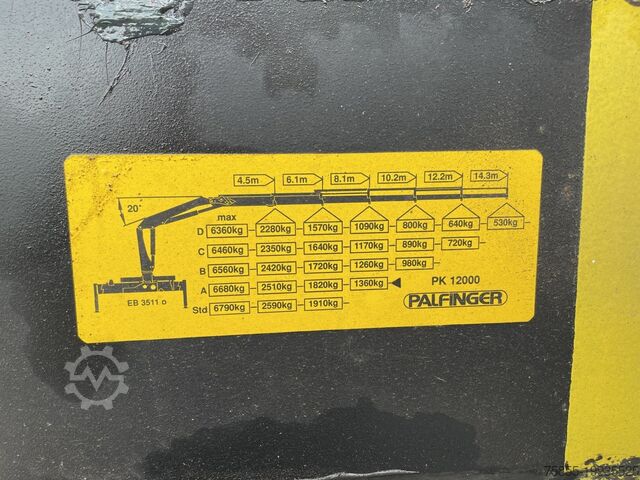 4.5m 6.1m 8.1m 10.2m 12.2m 14.3m
20°
max
D 6360kg 2280kg 1570kg 1090kg 800kg 640kg 530kg
C 6460kg 2350kg 1640kg 1170kg 890kg 720kg
B 6560kg 2420kg 1720kg 1260kg 980kg
A 6680kg 2510kg 1820kg 1360kg
PK 12000
EB 3511 D
Std 6790kg 2590kg 1910kg
PALFINGER